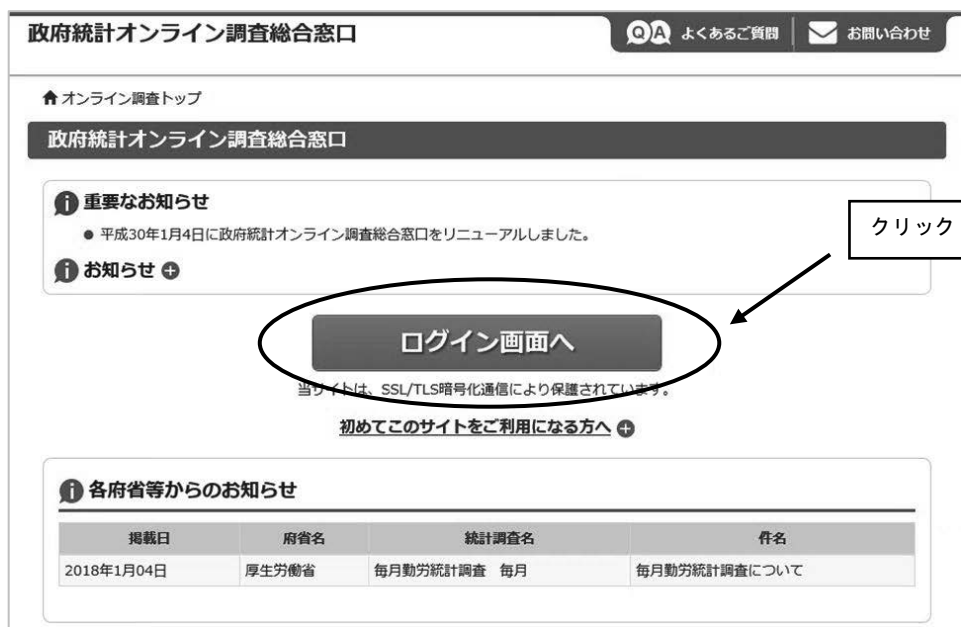 政府統計オンライン調査総合窓口
QA よくあるご質問
お問い合わせ
オンライン調査トップ
政府統計オンライン調査総合窓口
重要なお知らせ
● 平成30年1月4日に政府統計オンライン調査総合窓口をリニューアルしました。
お知らせ
クリック
ログイン画面へ
当サイトは、SSL/TLS暗号化通信により保護されています。
初めてこのサイトをご利用になる方へ
各府省等からのお知らせ
掲載日 府省名 統計調査名 件名
2018年1月04日 厚生労働省 毎月勤労統計調査 毎月 毎月勤労統計調査について